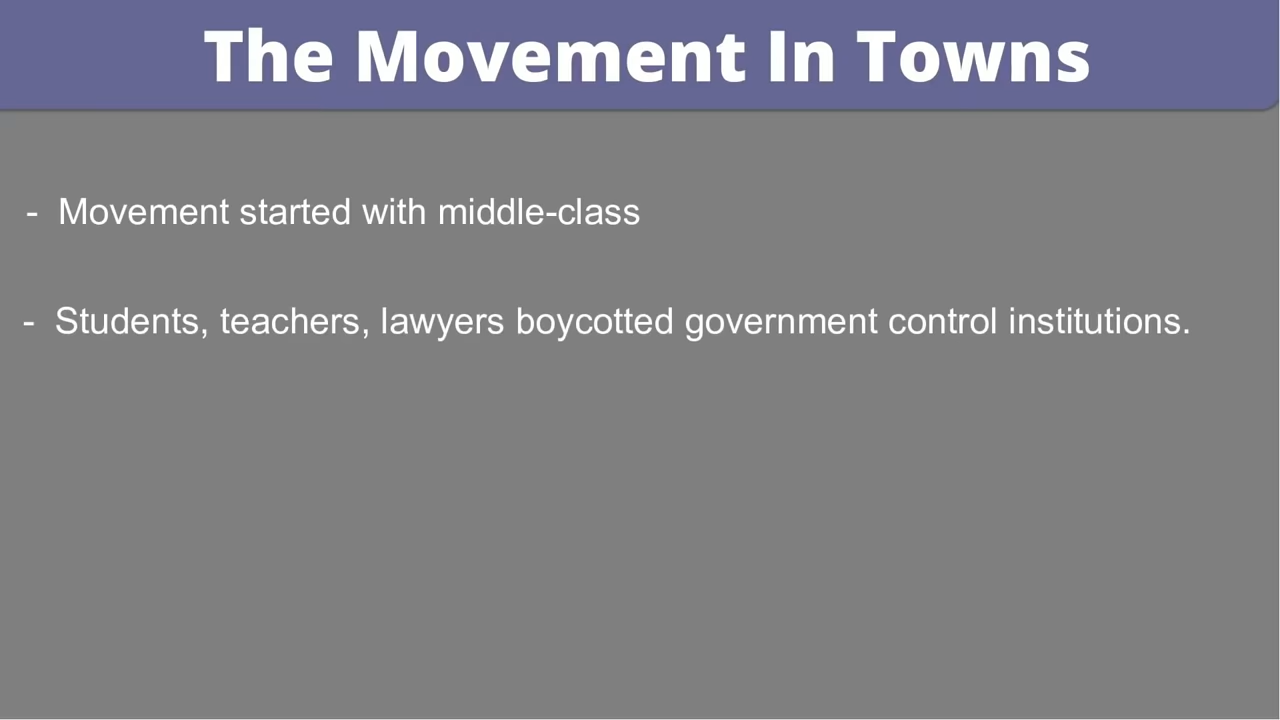 The Movement In Towns
- Movement started with middle-class
- Students, teachers, lawyers boycotted government control institutions.